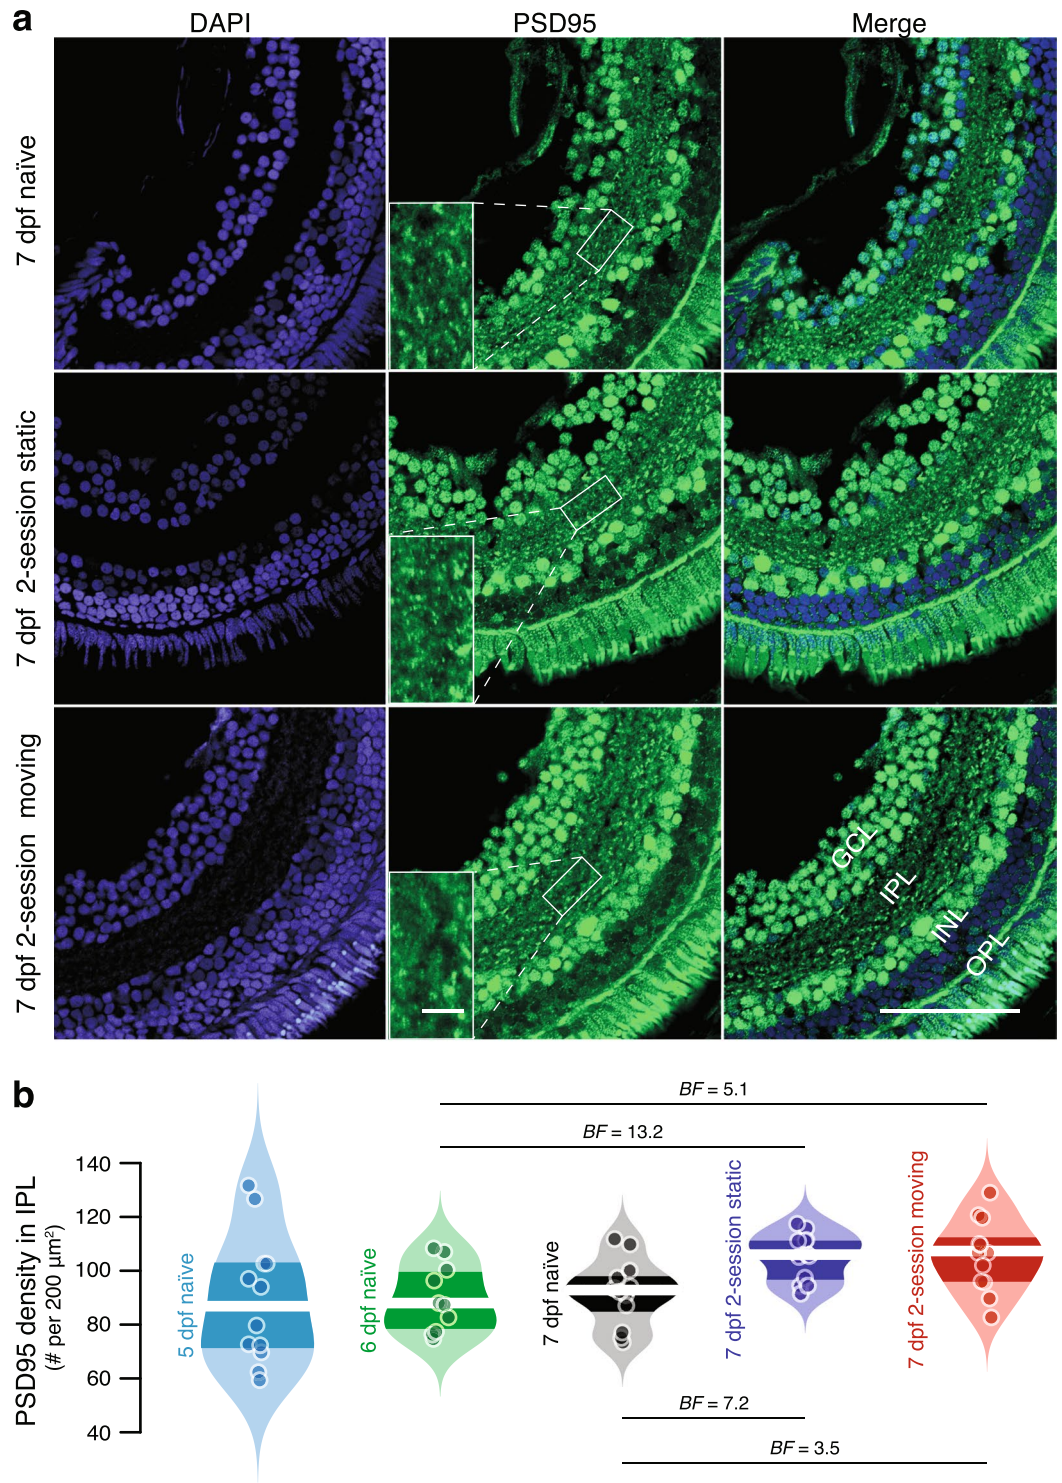 a
DAPI
PSD95
Merge
7 dpf naïve
7 dpf 2-session static
7 dpf 2-session moving
GCL
IPL
INL
OPL
b
BF = 5.1
BF = 13.2
PSD95 density in IPL
(# per 200 µm²)
140
120
100
80
60
40
5 dpf naïve
6 dpf naïve
7 dpf naïve
7 dpf 2-session static
7 dpf 2-session moving
BF = 7.2
BF = 3.5